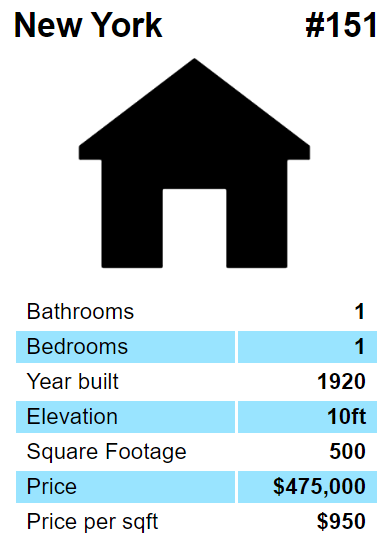 New York #151
Bathrooms 1
Bedrooms 1
Year built 1920
Elevation 10ft
Square Footage 500
Price $475,000
Price per sqft $950